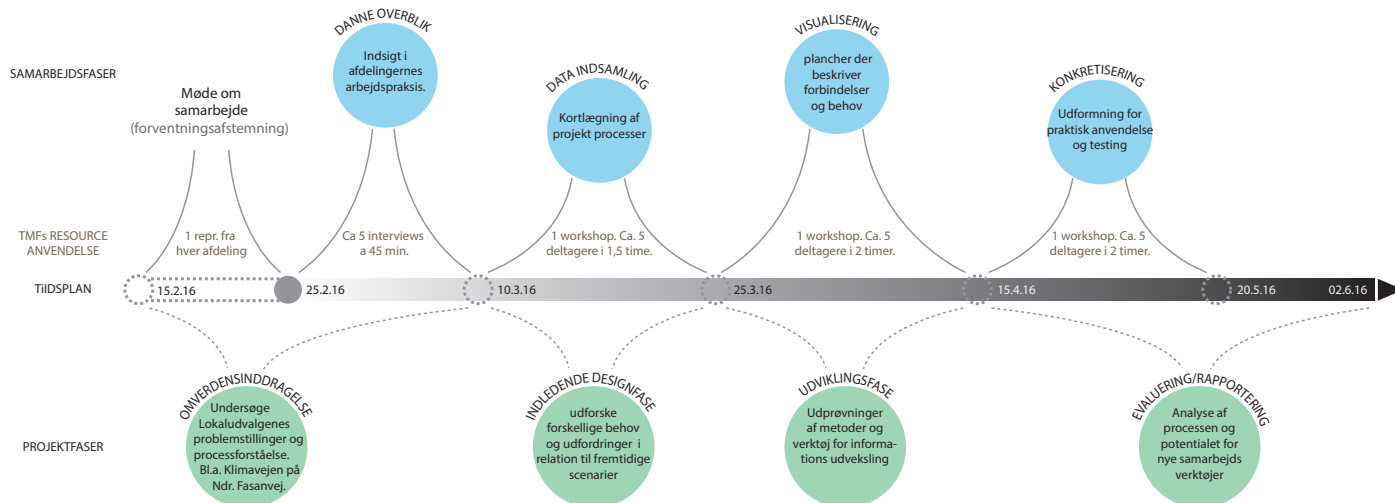 SAMARBEJDSFASER
Møde om
samarbejde
(forventningsafstemning)
DANNE OVERBLIK
Indsigt i
afdelingernes
arbejdspraksis.
DATA INDSAMLING
Kortlægning af
projekt processer
VISUALISERING
plancher der
beskriver
forbindelser
og behov
KONKRETISERING
Udformning for
praktisk anvendelse
og testing
TMFs RESOURCE
ANVENDELSE
1 repr. fra
hver afdeling
Ca 5 interviews
a 45 min.
1 workshop. Ca. 5
deltagere i 1,5 time.
1 workshop. Ca. 5
deltagere i 2 timer.
1 workshop. Ca. 5
deltagere i 2 timer.
TiIDSPLAN
15.2.16
25.2.16
10.3.16
25.3.16
15.4.16
20.5.16
02.6.16
PROJEKTFASER
OMVERDENSINDDRAGELSE
Undersøge
Lokaludvalgenes
problemstillinger og
processforståelse.
Bl.a. Klimavejen på
Ndr. Fasanvej.
INDLEDENDE DESIGNFASE
udforske
forskellige behov
og udfordringer i
relation til fremtidige
scenarier
UDVIKLINGSFASE
Udprøvninger
af metoder og
verktøj for informa-
tions udveksling
EVALUERING/RAPPORTERING
Analyse af
processen og
potentialet for
nye samarbejds
verktøjer